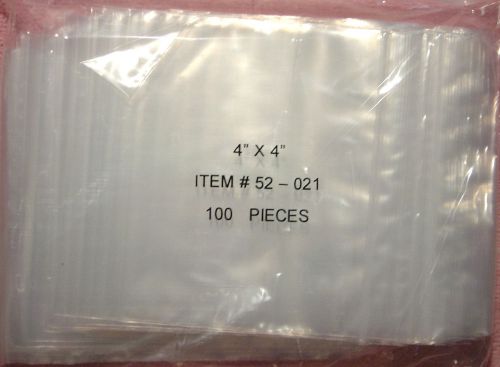 4" X 4"
ITEM # 52 – 021
100 PIECES